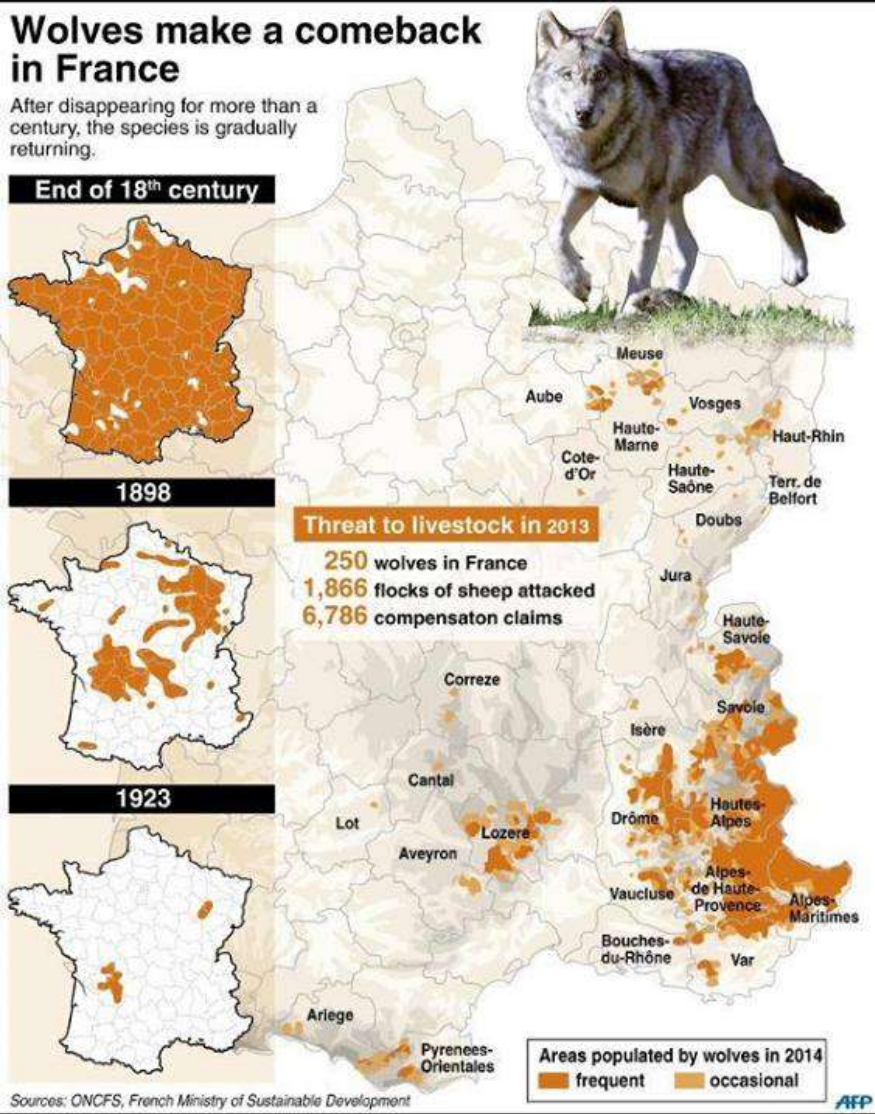 Wolves make a comeback
in France
After disappearing for more than a
century, the species is gradually
returning.
End of 18th century
1898
1923
Threat to livestock in 2013
250 wolves in France
1,866 flocks of sheep attacked
6,786 compensaton claims
Meuse
Aube
Vosges
Haute-
Marne
Haut-Rhin
Cote-
d'Or
Haute-
Saône
Terr. de
Belfort
Doubs
Jura
Haute-
Savoie
Correze
Savoie
Isère
Cantal
Hautes-
Alpes
Drôme
Lot
Lozere
Aveyron
Alpes-
de Haute-
Provence
Vaucluse
Alpes-
Maritimes
Bouches-
du-Rhône
Var
Ariege
Pyrenees-
Orientales
Areas populated by wolves in 2014
frequent
occasional
Sources: ONCFS, French Ministry of Sustainable Development
AFP